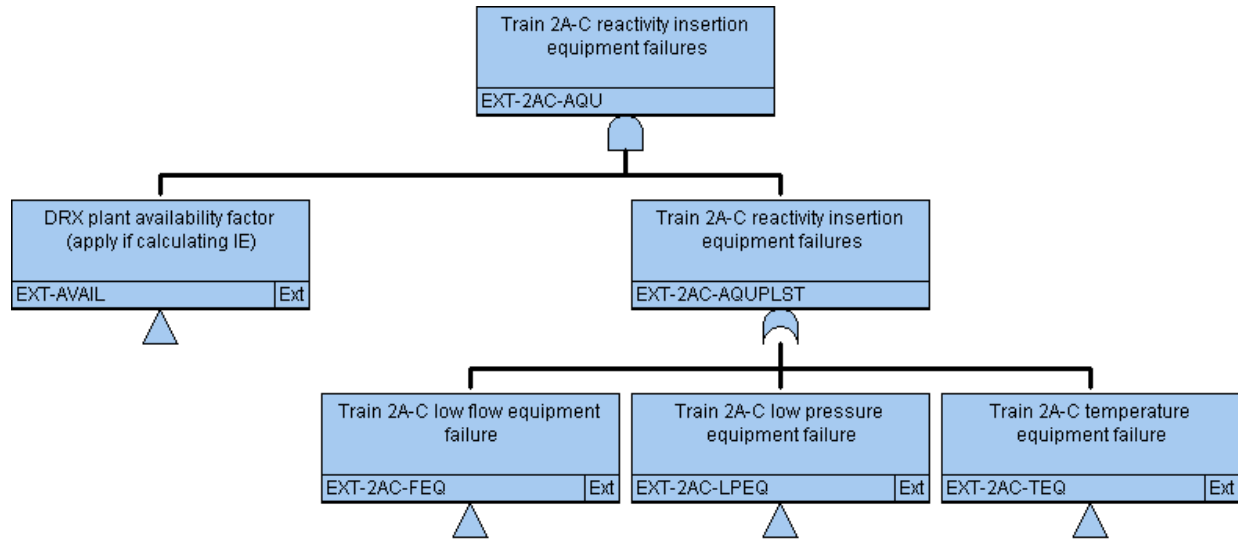 Train 2A-C reactivity insertion
equipment failures
EXT-2AC-AQU
DRX plant availability factor
(apply if calculating IE)
EXT-AVAIL Ext
Train 2A-C reactivity insertion
equipment failures
EXT-2AC-AQUPLST
Train 2A-C low flow equipment
failure
EXT-2AC-FEQ Ext
Train 2A-C low pressure
equipment failure
EXT-2AC-LPEQ Ext
Train 2A-C temperature
equipment failure
EXT-2AC-TEQ Ext